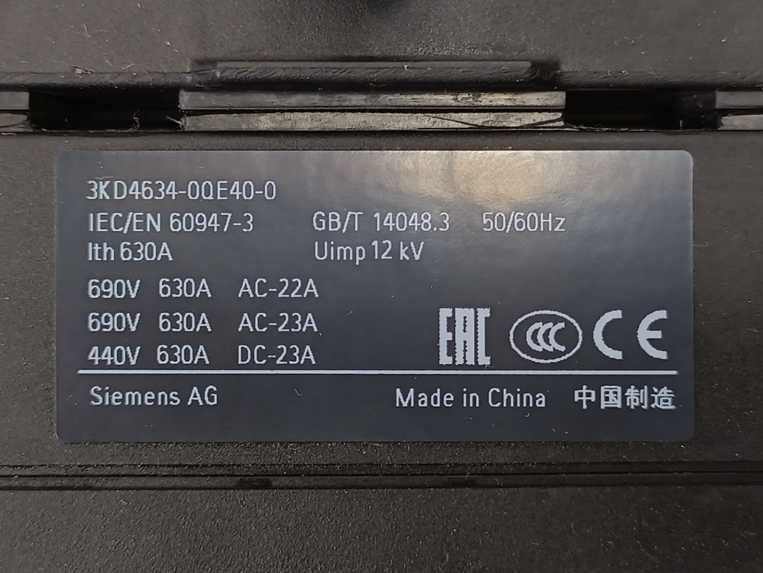 3KD4634-0QE40-0
IEC/EN 60947-3 GB/T 14048.3 50/60Hz
Ith 630A Uimp 12 kV
690V 630A AC-22A
690V 630A AC-23A
440V 630A DC-23A
EAC CCC CE
Siemens AG Made in China 中国制造